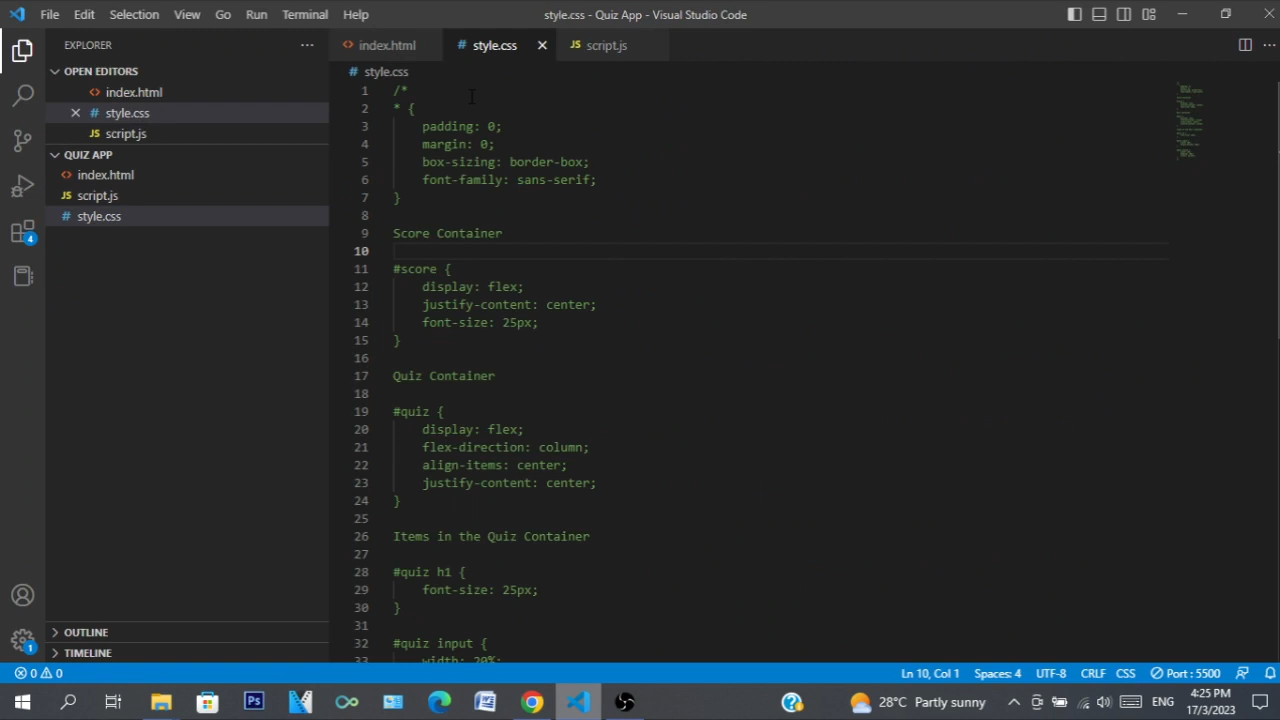 File Edit Selection View Go Run Terminal Help
style.css - Quiz App - Visual Studio Code
EXPLORER
OPEN EDITORS
index.html
style.css
script.js
QUIZ APP
index.html
script.js
style.css
OUTLINE
TIMELINE
index.html style.css script.js
style.css
1 /*
2 * {
3 padding: 0;
4 margin: 0;
5 box-sizing: border-box;
6 font-family: sans-serif;
7 }
8
9 Score Container
10
11 #score {
12 display: flex;
13 justify-content: center;
14 font-size: 25px;
15 }
16
17 Quiz Container
18
19 #quiz {
20 display: flex;
21 flex-direction: column;
22 align-items: center;
23 justify-content: center;
24 }
25
26 Items in the Quiz Container
27
28 #quiz h1 {
29 font-size: 25px;
30 }
31
32 #quiz input {
33 width: 20%;
4
1
0 0 Ln 10, Col 1 Spaces: 4 UTF-8 CRLF CSS Port : 5500
28°C Partly sunny ENG 4:25 PM
17/3/2023